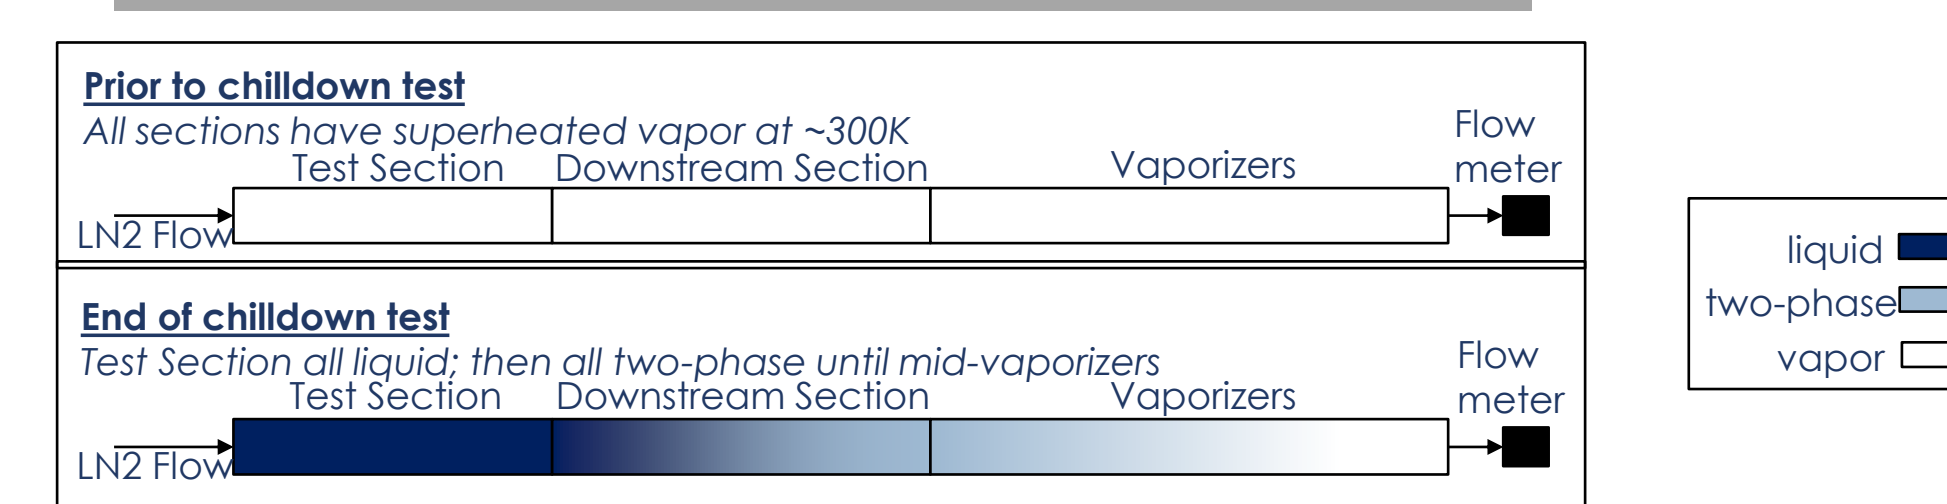 Prior to chilldown test
All sections have superheated vapor at ~300K
Test Section
Downstream Section
Vaporizers
Flow
meter
LN2 Flow
End of chilldown test
Test Section all liquid; then all two-phase until mid-vaporizers
Test Section
Downstream Section
Vaporizers
Flow
meter
LN2 Flow
liquid
two-phase
vapor